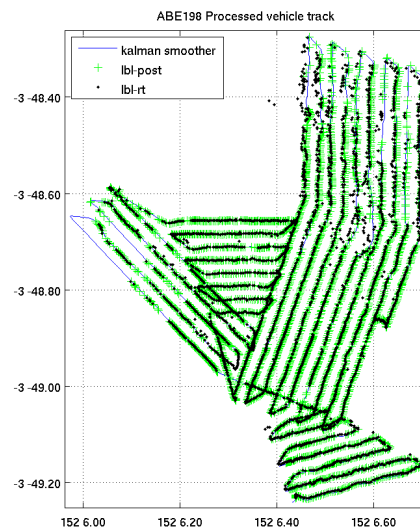 ABE198 Processed vehicle track
kalman smoother
lbl-post
lbl-rt
-3 -48.40
-3 -48.60
-3 -48.80
-3 -49.00
-3 -49.20
152 6.00
152 6.20
152 6.40
152 6.60